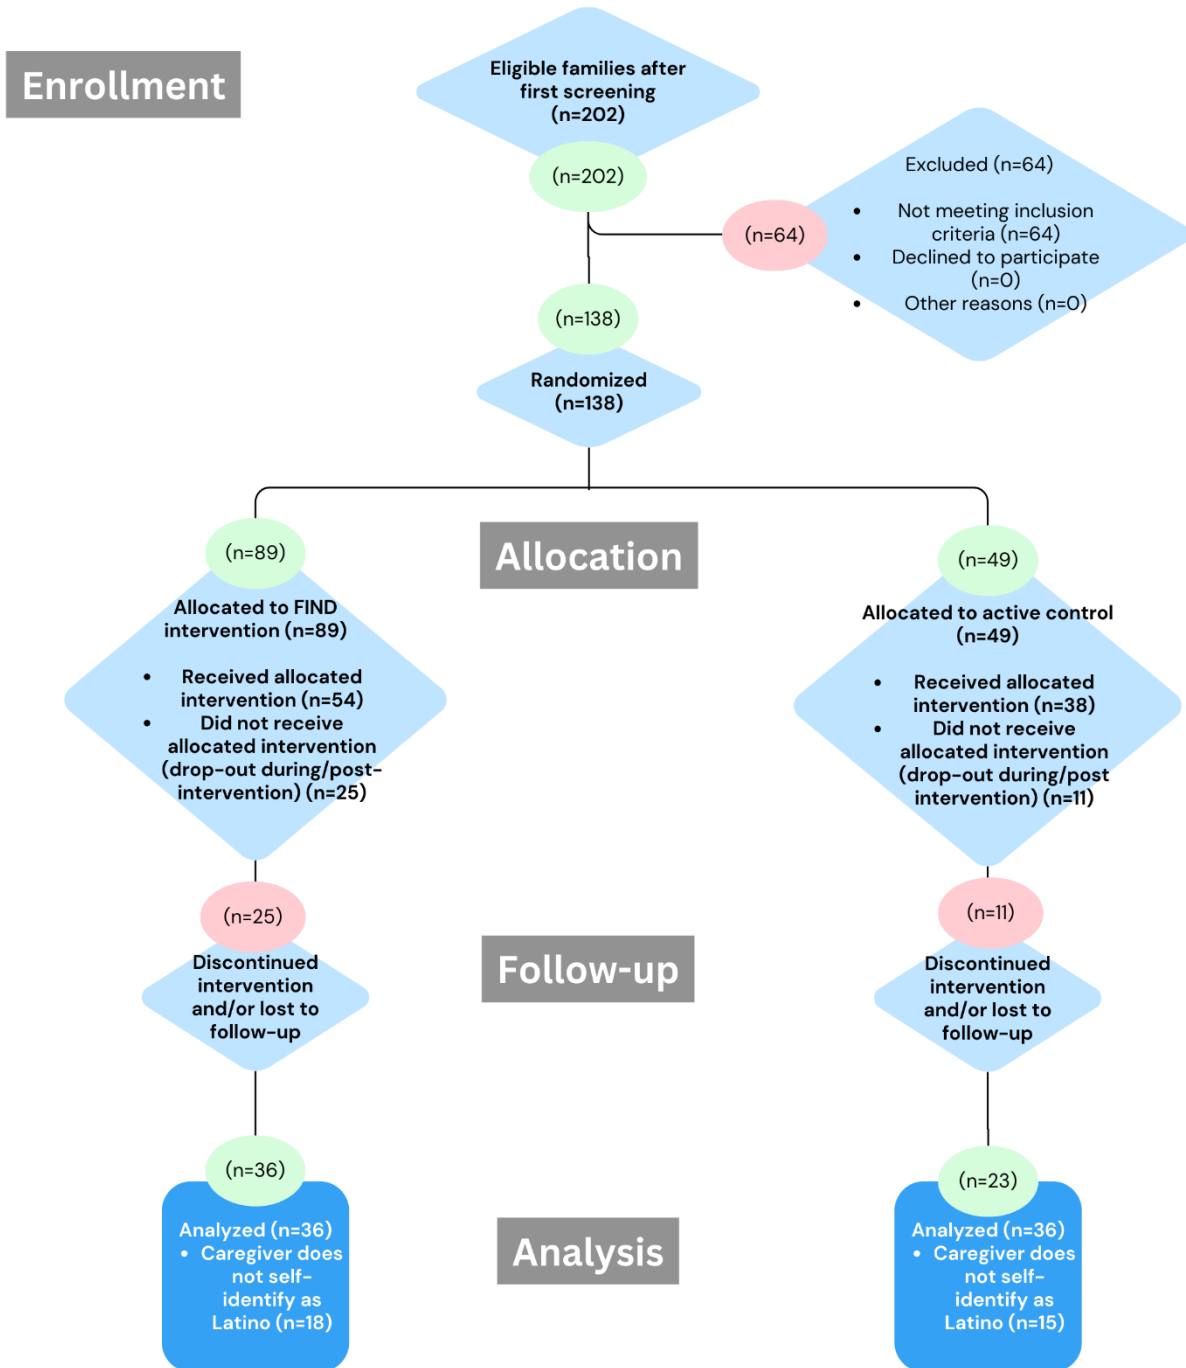 Enrollment
Eligible families after
first screening
(n=202)
(n=202)
Excluded (n=64)
• Not meeting inclusion
criteria (n=64)
• Declined to participate
(n=0)
• Other reasons (n=0)
(n=64)
(n=138)
Randomized
(n=138)
Allocation
(n=89)
Allocated to FIND
intervention (n=89)
• Received allocated
intervention (n=54)
• Did not receive
allocated intervention
(drop-out during/post-
intervention) (n=25)
(n=49)
Allocated to active control
(n=49)
• Received allocated
intervention (n=38)
• Did not receive
allocated intervention
(drop-out during/post
intervention) (n=11)
Follow-up
(n=25)
Discontinued
intervention
and/or lost to
follow-up
(n=11)
Discontinued
intervention
and/or lost to
follow-up
Analysis
(n=36)
Analyzed (n=36)
• Caregiver does
not self-
identify as
Latino (n=18)
(n=23)
Analyzed (n=36)
• Caregiver does
not self-
identify as
Latino (n=15)